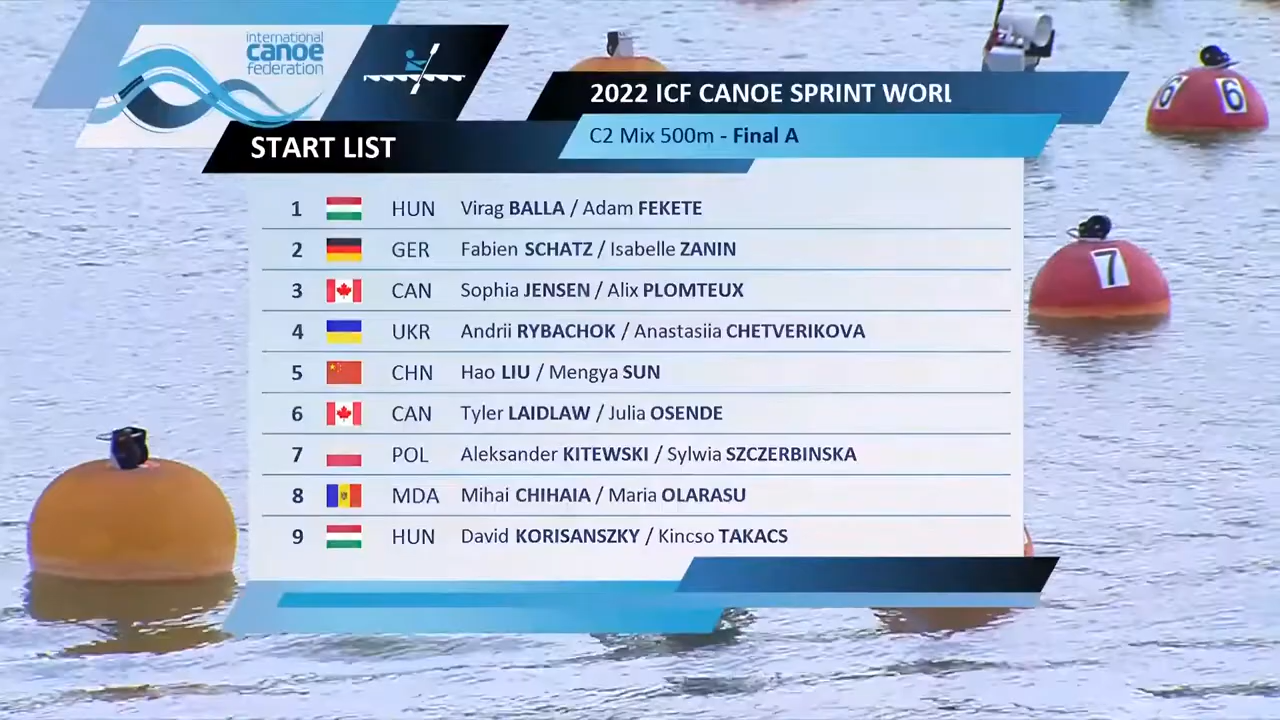 international
canoe
federation
2022 ICF CANOE SPRINT WORL
C2 Mix 500m - Final A
START LIST
1 HUN Virag BALLA / Adam FEKETE
2 GER Fabien SCHATZ / Isabelle ZANIN
3 CAN Sophia JENSEN / Alix PLOMTEUX
4 UKR Andrii RYBACHOK / Anastasiia CHETVERIKOVA
5 CHN Hao LIU / Mengya SUN
6 CAN Tyler LAIDLAW / Julia OSENDE
7 POL Aleksander KITEWSKI / Sylwia SZCZERBINSKA
8 MDA Mihai CHIHAIA / Maria OLARASU
9 HUN David KORISANSZKY / Kincso TAKACS
6 6
7